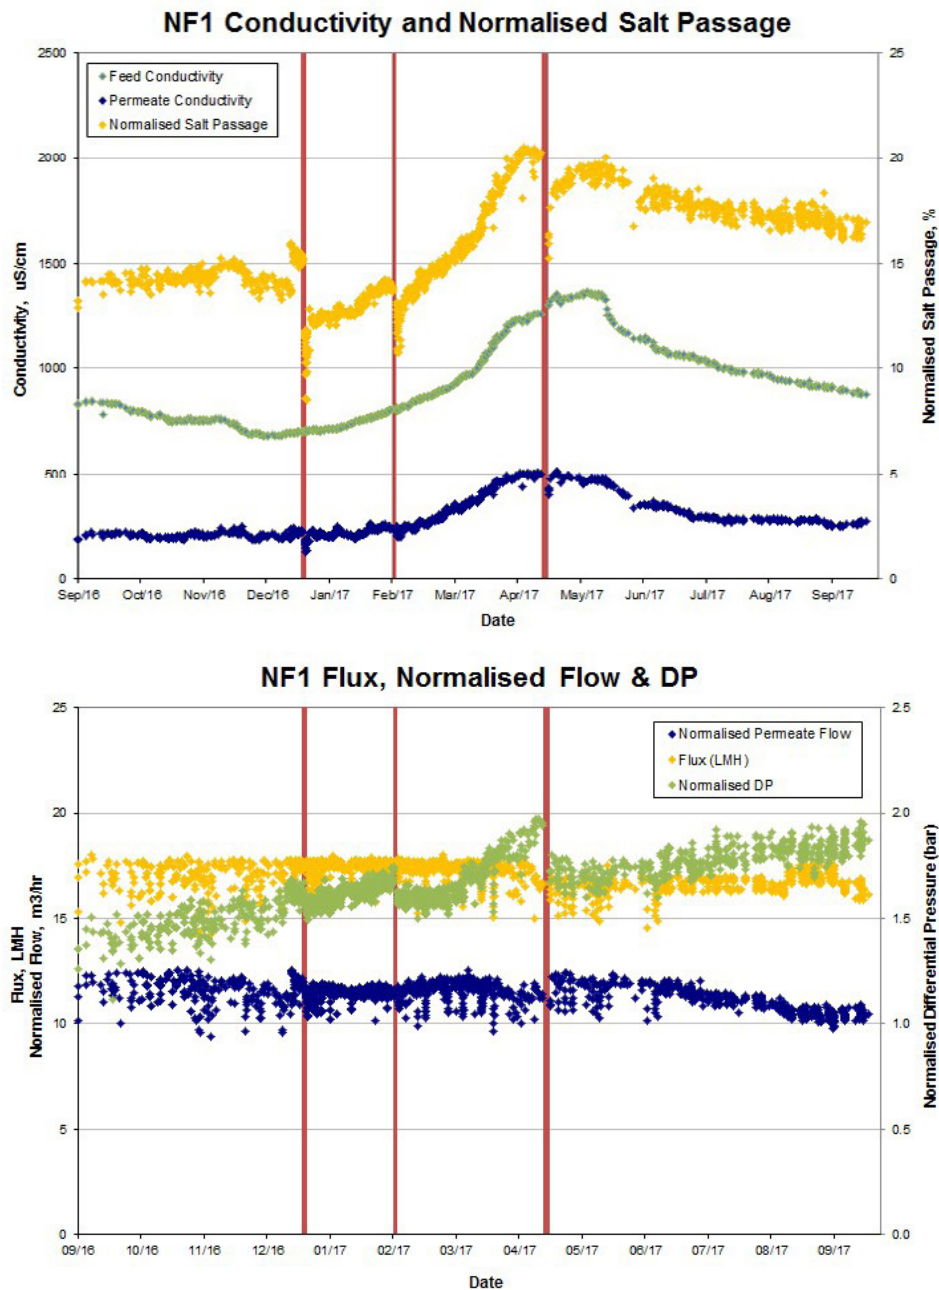 NF1 Conductivity and Normalised Salt Passage
2500
2000
1500
1000
500
0
25
20
15
10
5
0
Feed Conductivity
Permeate Conductivity
Normalised Salt Passage
Conductivity, uS/cm
Normalised Salt Passage, %
Sep/16 Oct/16 Nov/16 Dec/16 Jan/17 Feb/17 Mar/17 Apr/17 May/17 Jun/17 Jul/17 Aug/17 Sep/17
Date
NF1 Flux, Normalised Flow & DP
25
20
15
10
5
0
2.5
2.0
1.5
1.0
0.5
0.0
Normalised Permeate Flow
Flux (LMH)
Normalised DP
Flux, LMH
Normalised Flow, m3/hr
Normalised Differential Pressure (bar)
09/16 10/16 11/16 12/16 01/17 02/17 03/17 04/17 05/17 06/17 07/17 08/17 09/17
Date